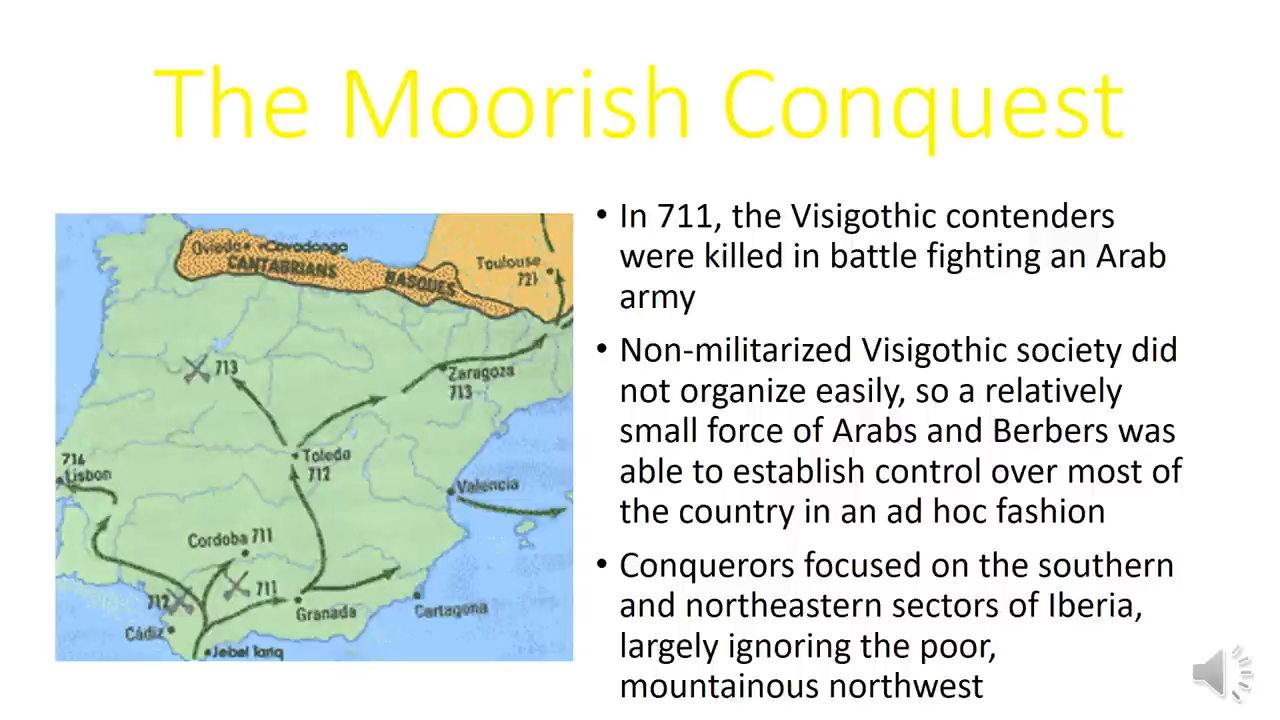 The Moorish Conquest
Oviedo
Covadonga
CANTABRIANS
BASQUES
Toulouse
721
713
Zaragoza
713
Toledo
712
716
Lisbon
Valencia
Cordoba 711
711
712
Granada
Cartagena
Cádiz
Jebel Tariq
• In 711, the Visigothic contenders
were killed in battle fighting an Arab
army
• Non-militarized Visigothic society did
not organize easily, so a relatively
small force of Arabs and Berbers was
able to establish control over most of
the country in an ad hoc fashion
• Conquerors focused on the southern
and northeastern sectors of Iberia,
largely ignoring the poor,
mountainous northwest